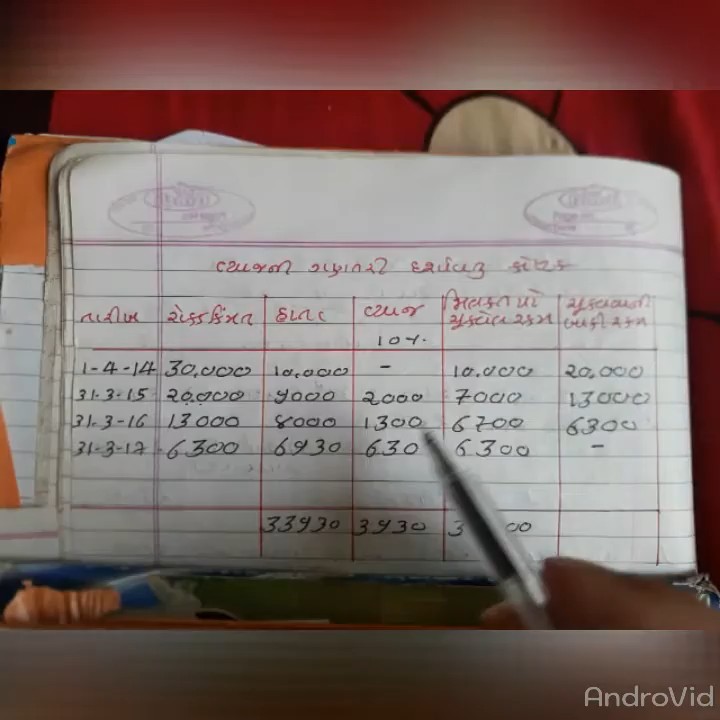 વ્યાજની ગણતરી દર્શાવતું કોષ્ટક
તારીખ રોકડકિંમત હપ્તા વ્યાજ મિલકત પેટે ચુકવેલ રકમ ચુકવવાની બાકી રકમ
10%
1-4-14 30,000 10,000 - 10,000 20,000
31-3-15 20,000 9000 2000 7000 13000
31-3-16 13000 8000 1300 6700 6300
31-3-17 6300 6930 630 6300 -
33930 3930
AndroVid